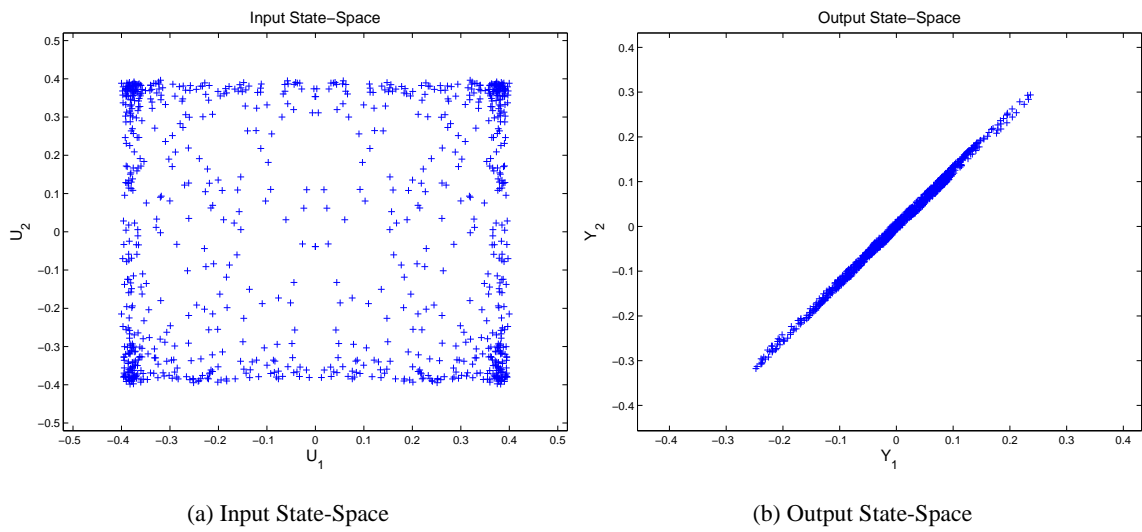 Input State-Space
Output State-Space
0.5
0.4
0.3
0.2
0.1
0
−0.1
−0.2
−0.3
−0.4
−0.5
U2
−0.5 −0.4 −0.3 −0.2 −0.1 0 0.1 0.2 0.3 0.4 0.5
U1
0.4
0.3
0.2
0.1
0
−0.1
−0.2
−0.3
−0.4
Y2
−0.4 −0.3 −0.2 −0.1 0 0.1 0.2 0.3 0.4
Y1
(a) Input State-Space
(b) Output State-Space